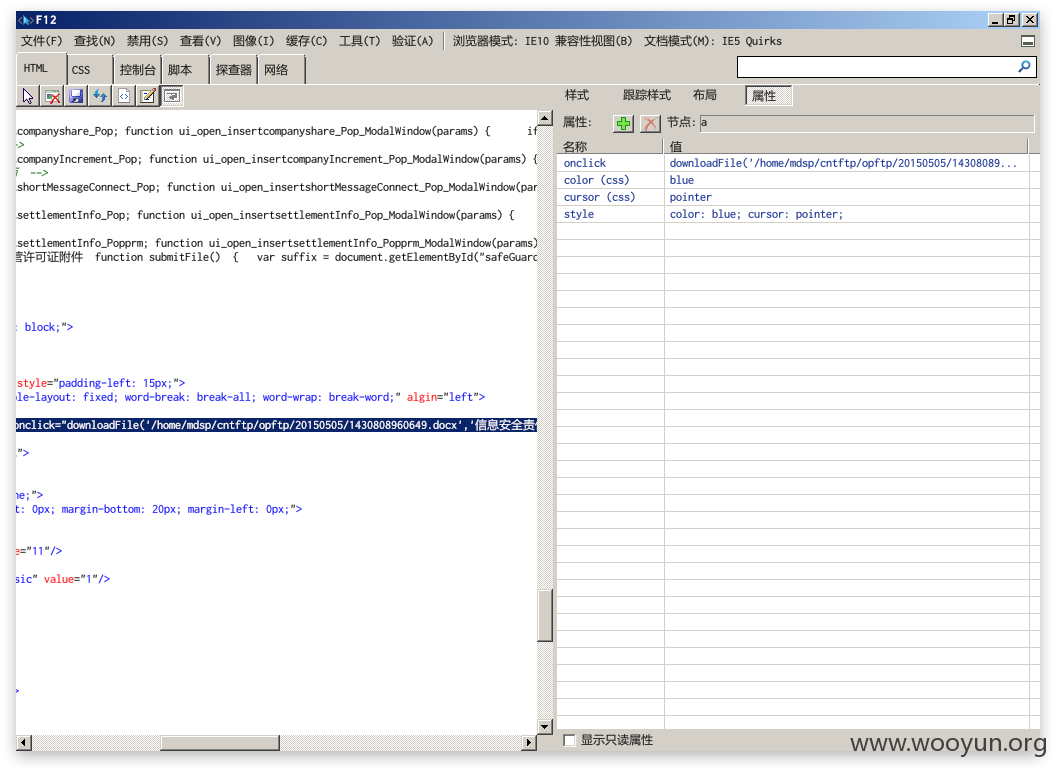 F12
文件(F) 查找(N) 禁用(S) 查看(V) 图像(I) 缓存(C) 工具(T) 验证(A) 浏览器模式: IE10 兼容性视图(B) 文档模式(M): IE5 Quirks
HTML CSS 控制台 脚本 探查器 网络
样式 跟踪样式 布局 属性
属性: 节点: a
名称 值
onclick downloadFile('/home/mdsp/cntftp/opftp/20150505/14308089...
color (css) blue
cursor (css) pointer
style color: blue; cursor: pointer;
companyshare_Pop; function ui_open_insertcompanyshare_Pop_ModalWindow(params) { if
->
companyIncrement_Pop; function ui_open_insertcompanyIncrement_Pop_ModalWindow(params) {
-->
shortMessageConnect_Pop; function ui_open_insertshortMessageConnect_Pop_ModalWindow(par
settlementInfo_Pop; function ui_open_insertsettlementInfo_Pop_ModalWindow(params) {
settlementInfo_Popprm; function ui_open_insertsettlementInfo_Popprm_ModalWindow(params)
营许可证附件 function submitFile() { var suffix = document.getElementById("safeGuard
: block;">
style="padding-left: 15px;">
ble-layout: fixed; word-break: break-all; word-wrap: break-word;" algin="left">
onclick="downloadFile('/home/mdsp/cntftp/opftp/20150505/1430808960649.docx','信息安全责
;">
ne;">
t: 0px; margin-bottom: 20px; margin-left: 0px;">
e="11"/>
sic" value="1"/>
>
显示只读属性
www.wooyun.org